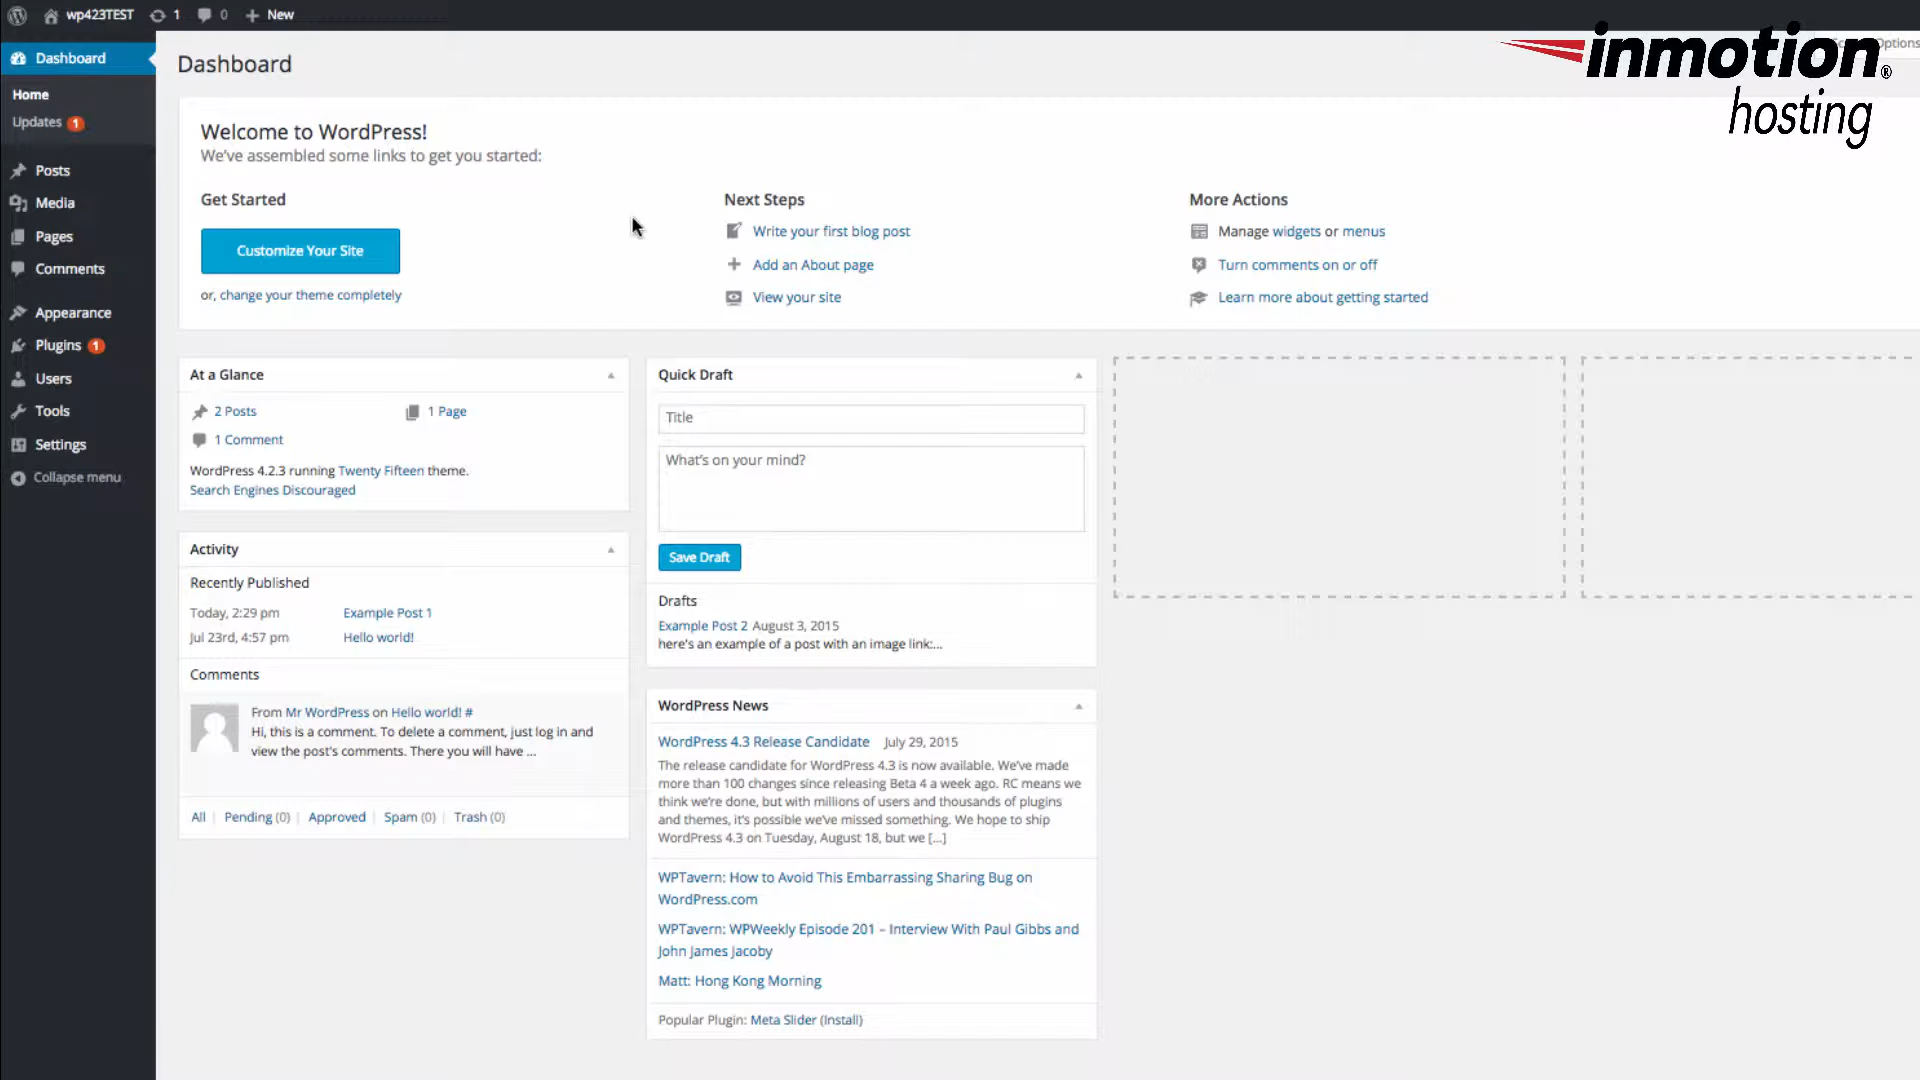 wp423TEST 1 0 New
Dashboard
Home
Updates 1
Posts
Media
Pages
Comments
Appearance
Plugins 1
Users
Tools
Settings
Collapse menu
Options
inmotion®
hosting
Dashboard
Welcome to WordPress!
We've assembled some links to get you started:
Get Started
Customize Your Site
or, change your theme completely
Next Steps
Write your first blog post
Add an About page
View your site
More Actions
Manage widgets or menus
Turn comments on or off
Learn more about getting started
At a Glance
2 Posts
1 Page
1 Comment
WordPress 4.2.3 running Twenty Fifteen theme.
Search Engines Discouraged
Activity
Recently Published
Today, 2:29 pm Example Post 1
Jul 23rd, 4:57 pm Hello world!
Comments
From Mr WordPress on Hello world! #
Hi, this is a comment. To delete a comment, just log in and
view the post's comments. There you will have ...
All | Pending (0) | Approved | Spam (0) | Trash (0)
Quick Draft
Title
What's on your mind?
Save Draft
Drafts
Example Post 2 August 3, 2015
here's an example of a post with an image link:...
WordPress News
WordPress 4.3 Release Candidate July 29, 2015
The release candidate for WordPress 4.3 is now available. We've made
more than 100 changes since releasing Beta 4 a week ago. RC means we
think we're done, but with millions of users and thousands of plugins
and themes, it's possible we've missed something. We hope to ship
WordPress 4.3 on Tuesday, August 18, but we [...]
WPTavern: How to Avoid This Embarrassing Sharing Bug on
WordPress.com
WPTavern: WPWeekly Episode 201 – Interview With Paul Gibbs and
John James Jacoby
Matt: Hong Kong Morning
Popular Plugin: Meta Slider (Install)